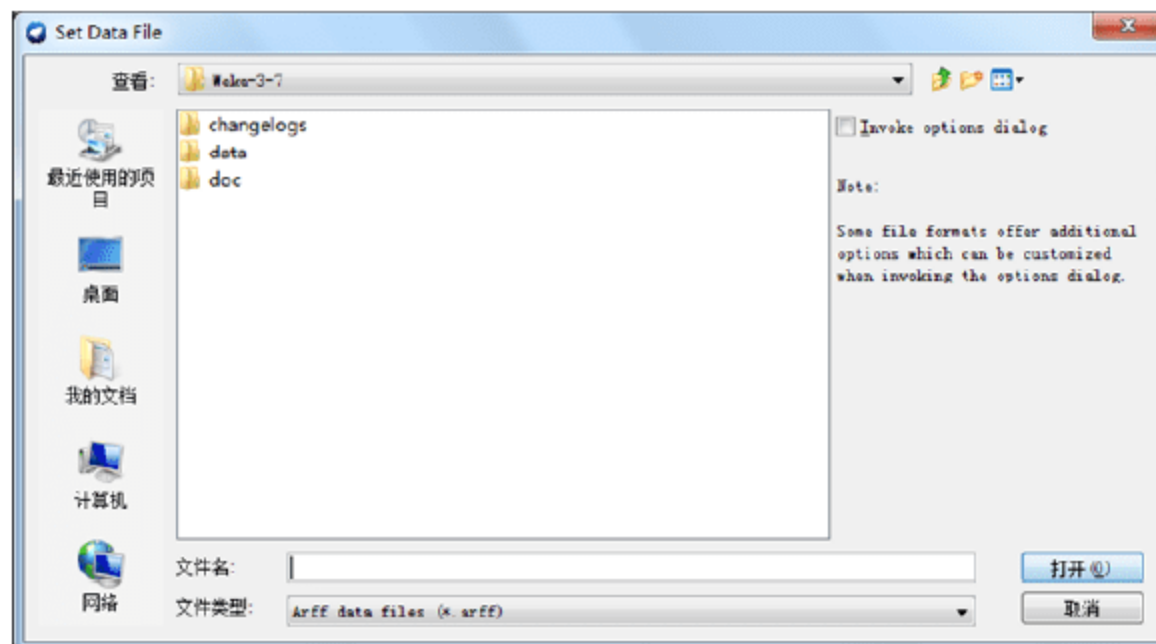 Set Data File
查看:
Weka-3-7
changelogs
data
doc
Invoke options dialog
Note:
Some file formats offer additional
options which can be customized
when invoking the options dialog.
最近使用的项
目
桌面
我的文档
计算机
网络
文件名:
打开(O)
文件类型:
Arff data files (*.arff)
取消